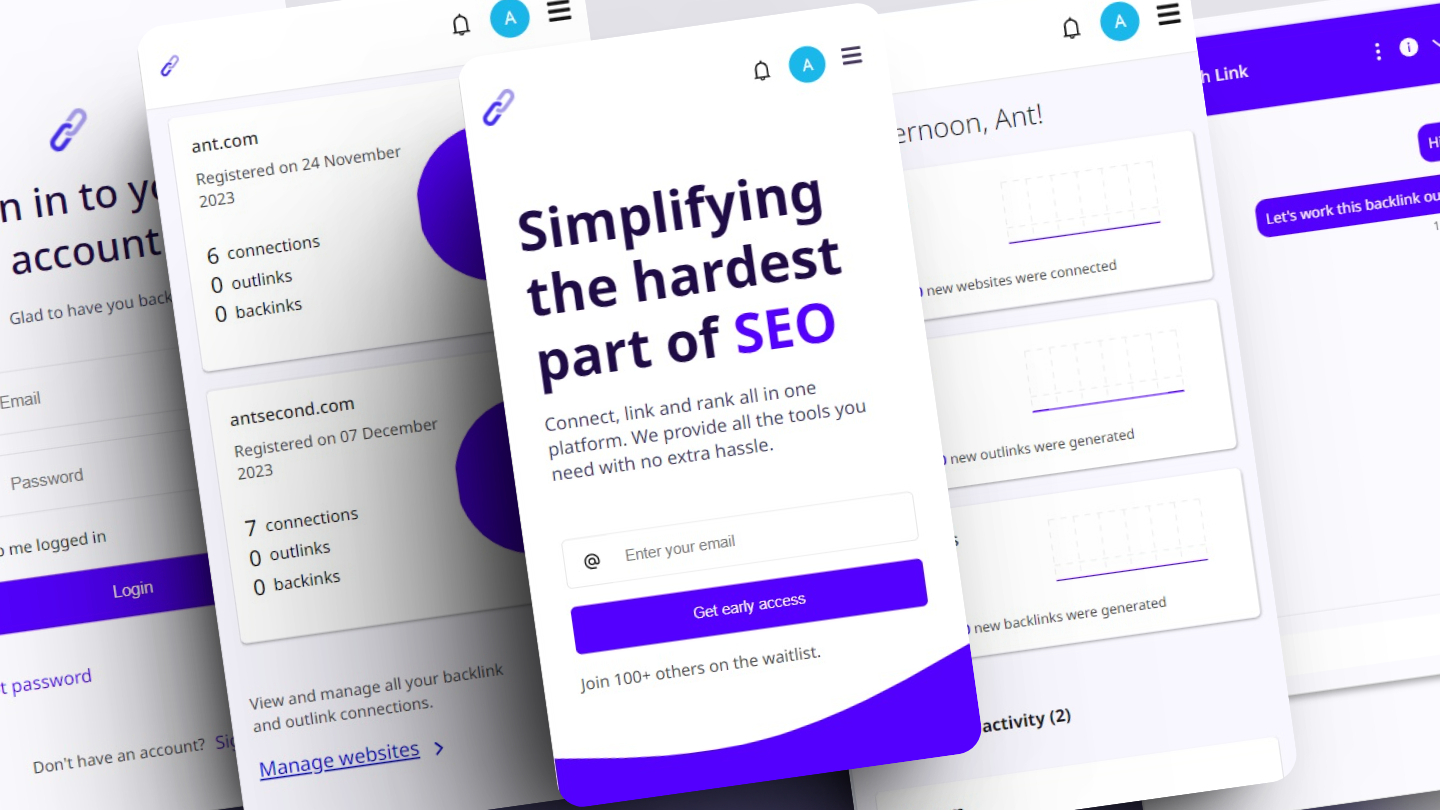 n in to yo
account
Glad to have you back
Email
Password
me logged in
Login
t password
Don't have an account?
A
ant.com
Registered on 24 November
2023
6 connections
0 outlinks
0 backinks
antsecond.com
Registered on 07 December
2023
7 connections
0 outlinks
0 backinks
View and manage all your backlink
and outlink connections.
Manage websites
A
Simplifying
the hardest
part of SEO
Connect, link and rank all in one
platform. We provide all the tools you
need with no extra hassle.
@ Enter your email
Get early access
Join 100+ others on the waitlist.
A
ernoon, Ant!
new websites were connected
new outlinks were generated
new backlinks were generated
activity (2)
h Link
Hi
Let's work this backlink ou